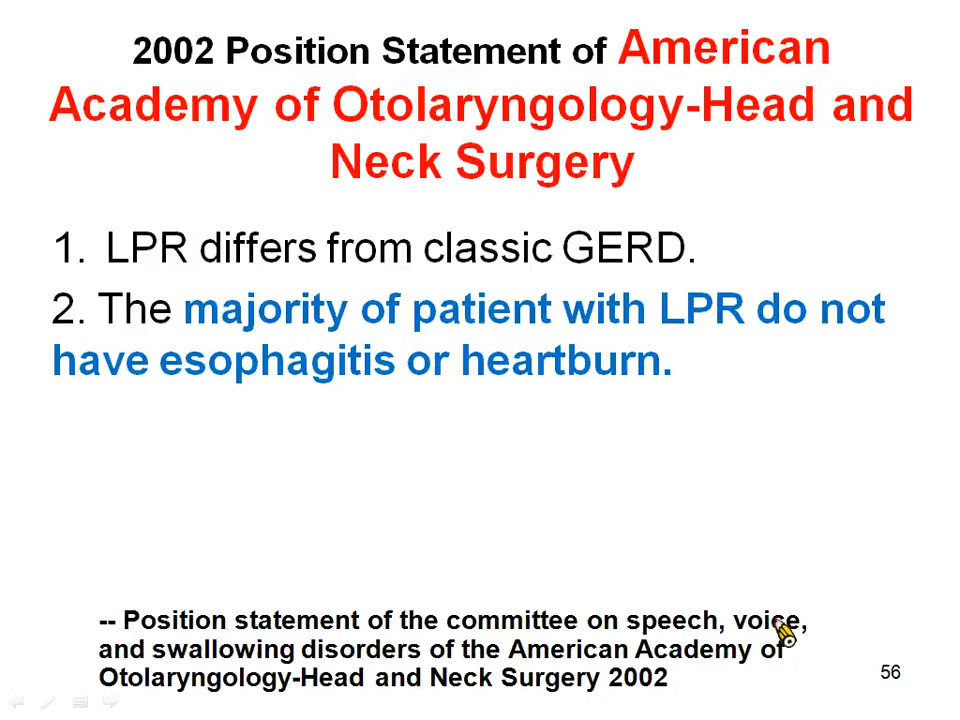 2002 Position Statement of American
Academy of Otolaryngology-Head and
Neck Surgery
1. LPR differs from classic GERD.
2. The majority of patient with LPR do not
have esophagitis or heartburn.
-- Position statement of the committee on speech, voice,
and swallowing disorders of the American Academy of
Otolaryngology-Head and Neck Surgery 2002
56